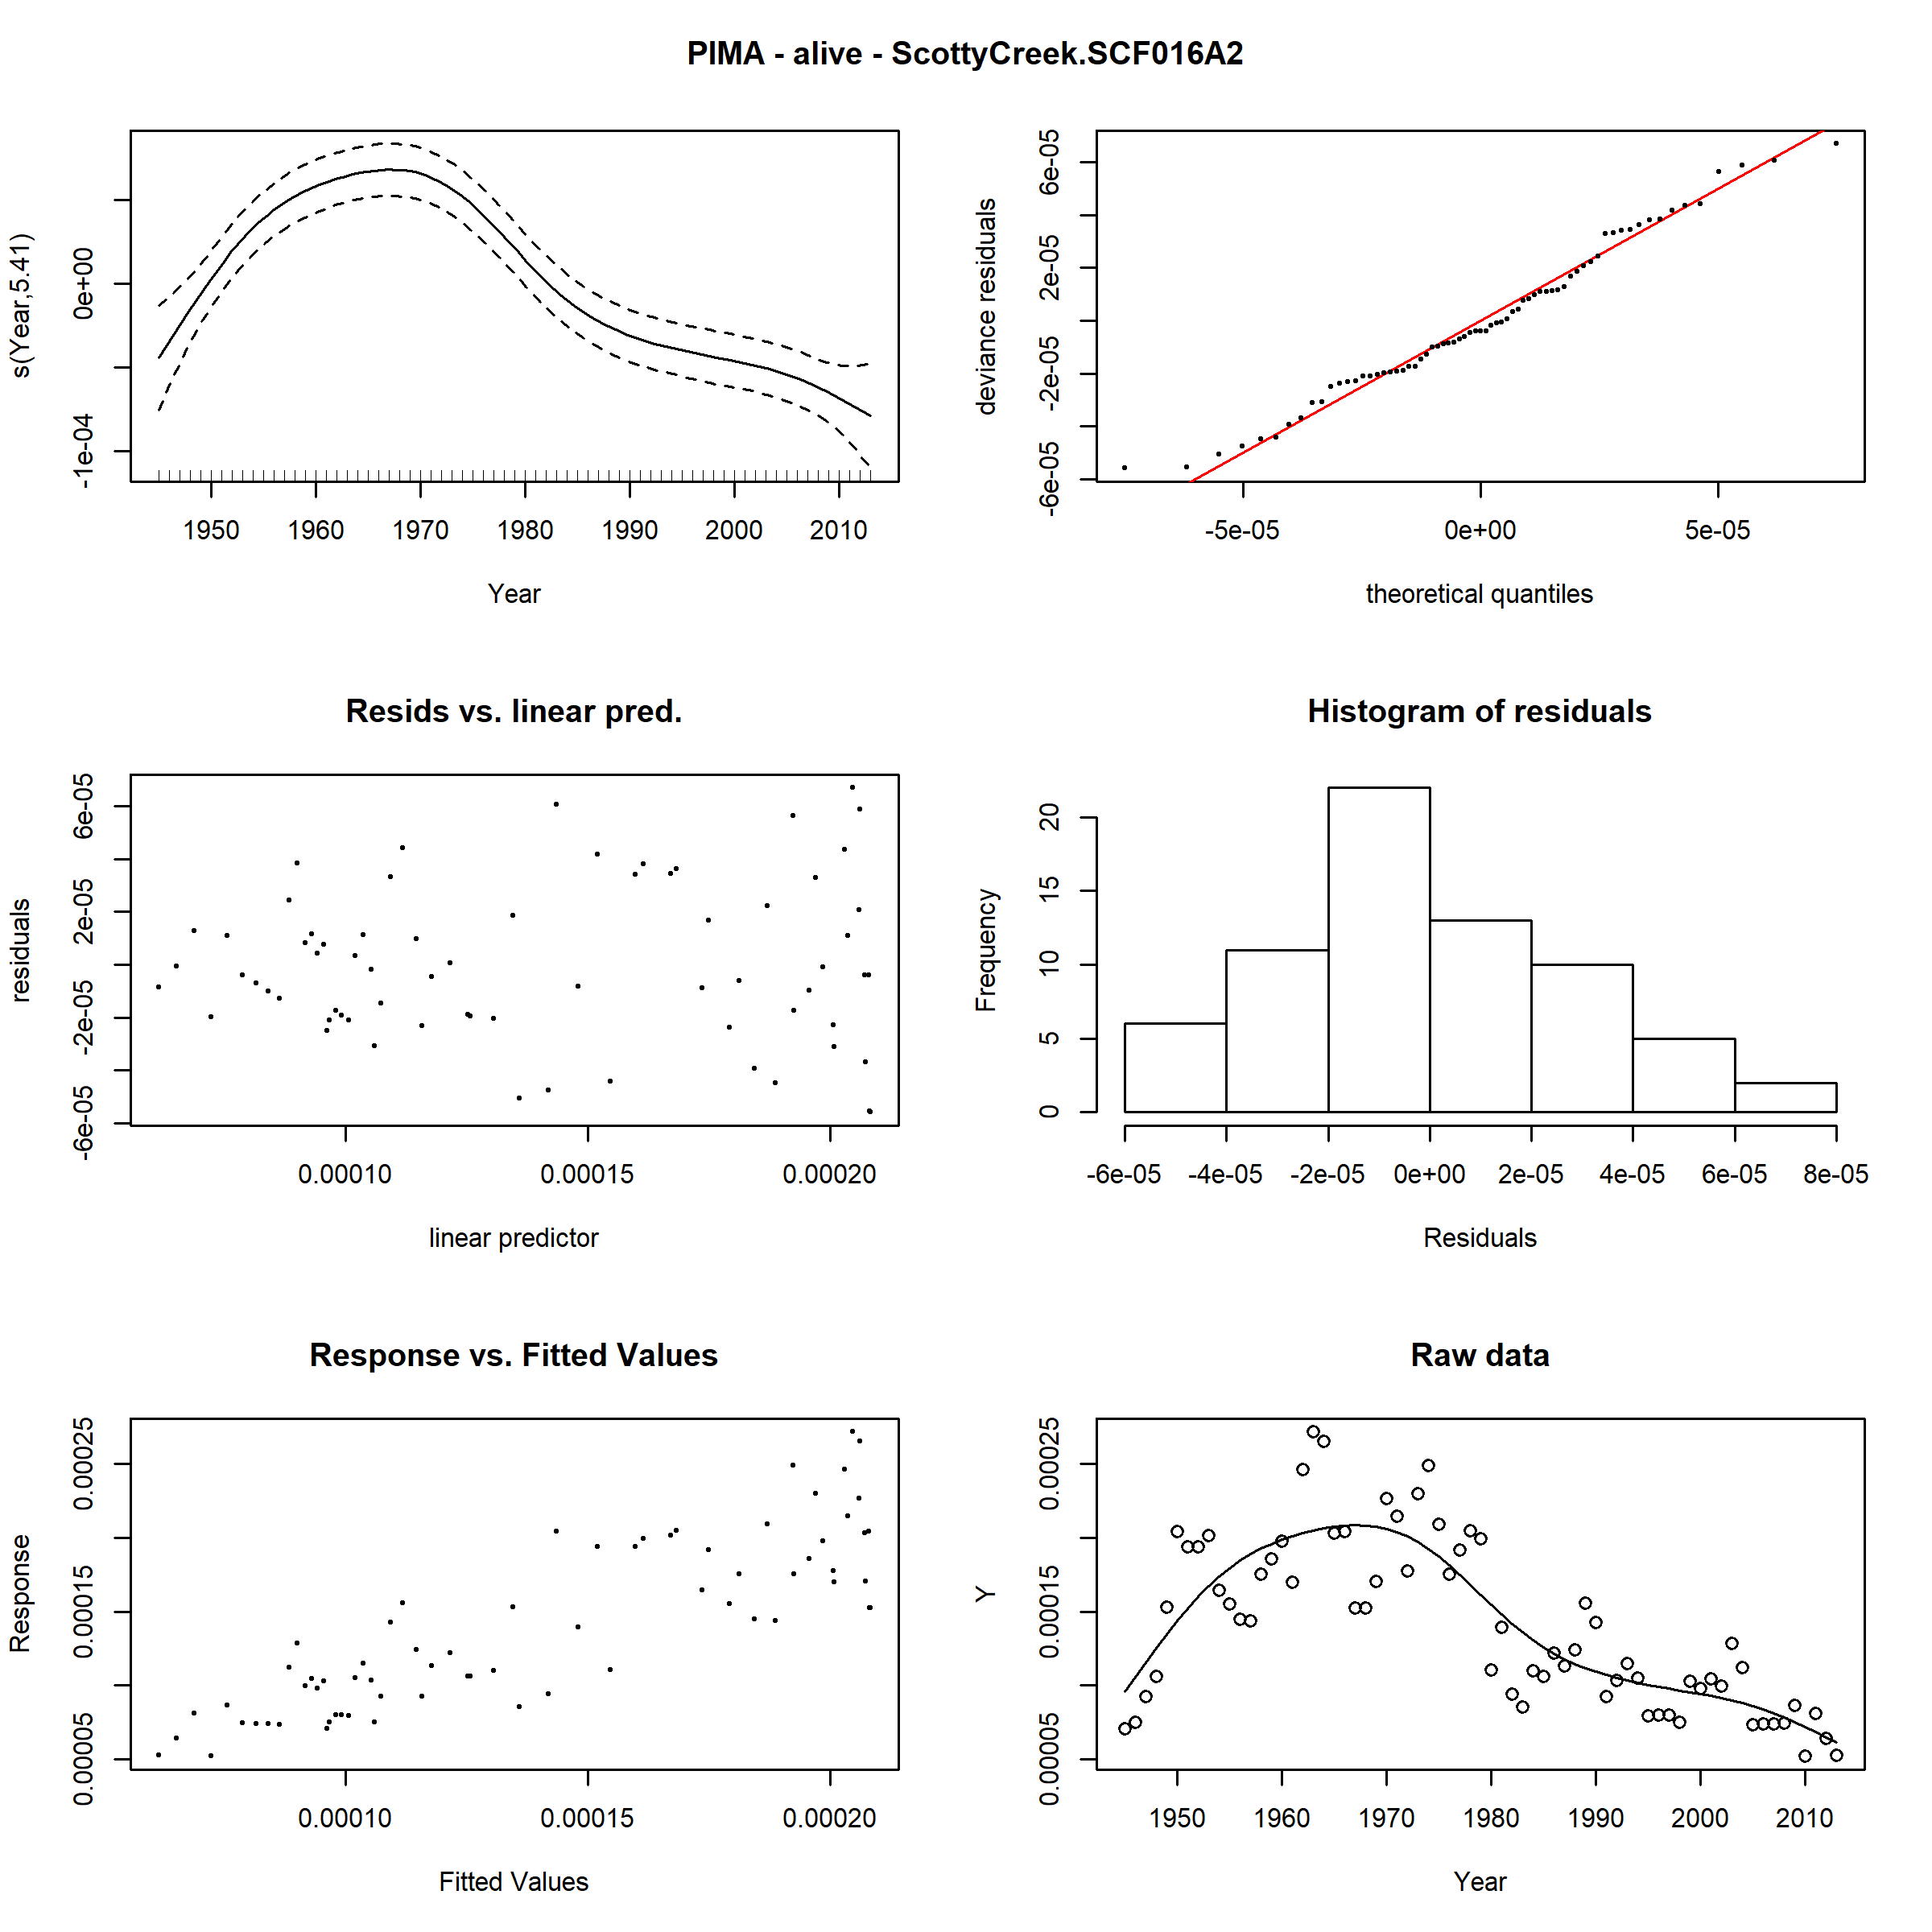 PIMA - alive - ScottyCreek.SCF016A2
s(Year,5.41)
-1e-04 0e+00
1950 1960 1970 1980 1990 2000 2010
Year
deviance residuals
-6e-05 -2e-05 2e-05 6e-05
-5e-05 0e+00 5e-05
theoretical quantiles
Resids vs. linear pred.
residuals
-6e-05 -2e-05 2e-05 6e-05
0.00010 0.00015 0.00020
linear predictor
Histogram of residuals
Frequency
0 5 10 15 20
-6e-05 -4e-05 -2e-05 0e+00 2e-05 4e-05 6e-05 8e-05
Residuals
Response vs. Fitted Values
Response
0.00005 0.00015 0.00025
0.00010 0.00015 0.00020
Fitted Values
Raw data
Y
0.00005 0.00015 0.00025
1950 1960 1970 1980 1990 2000 2010
Year